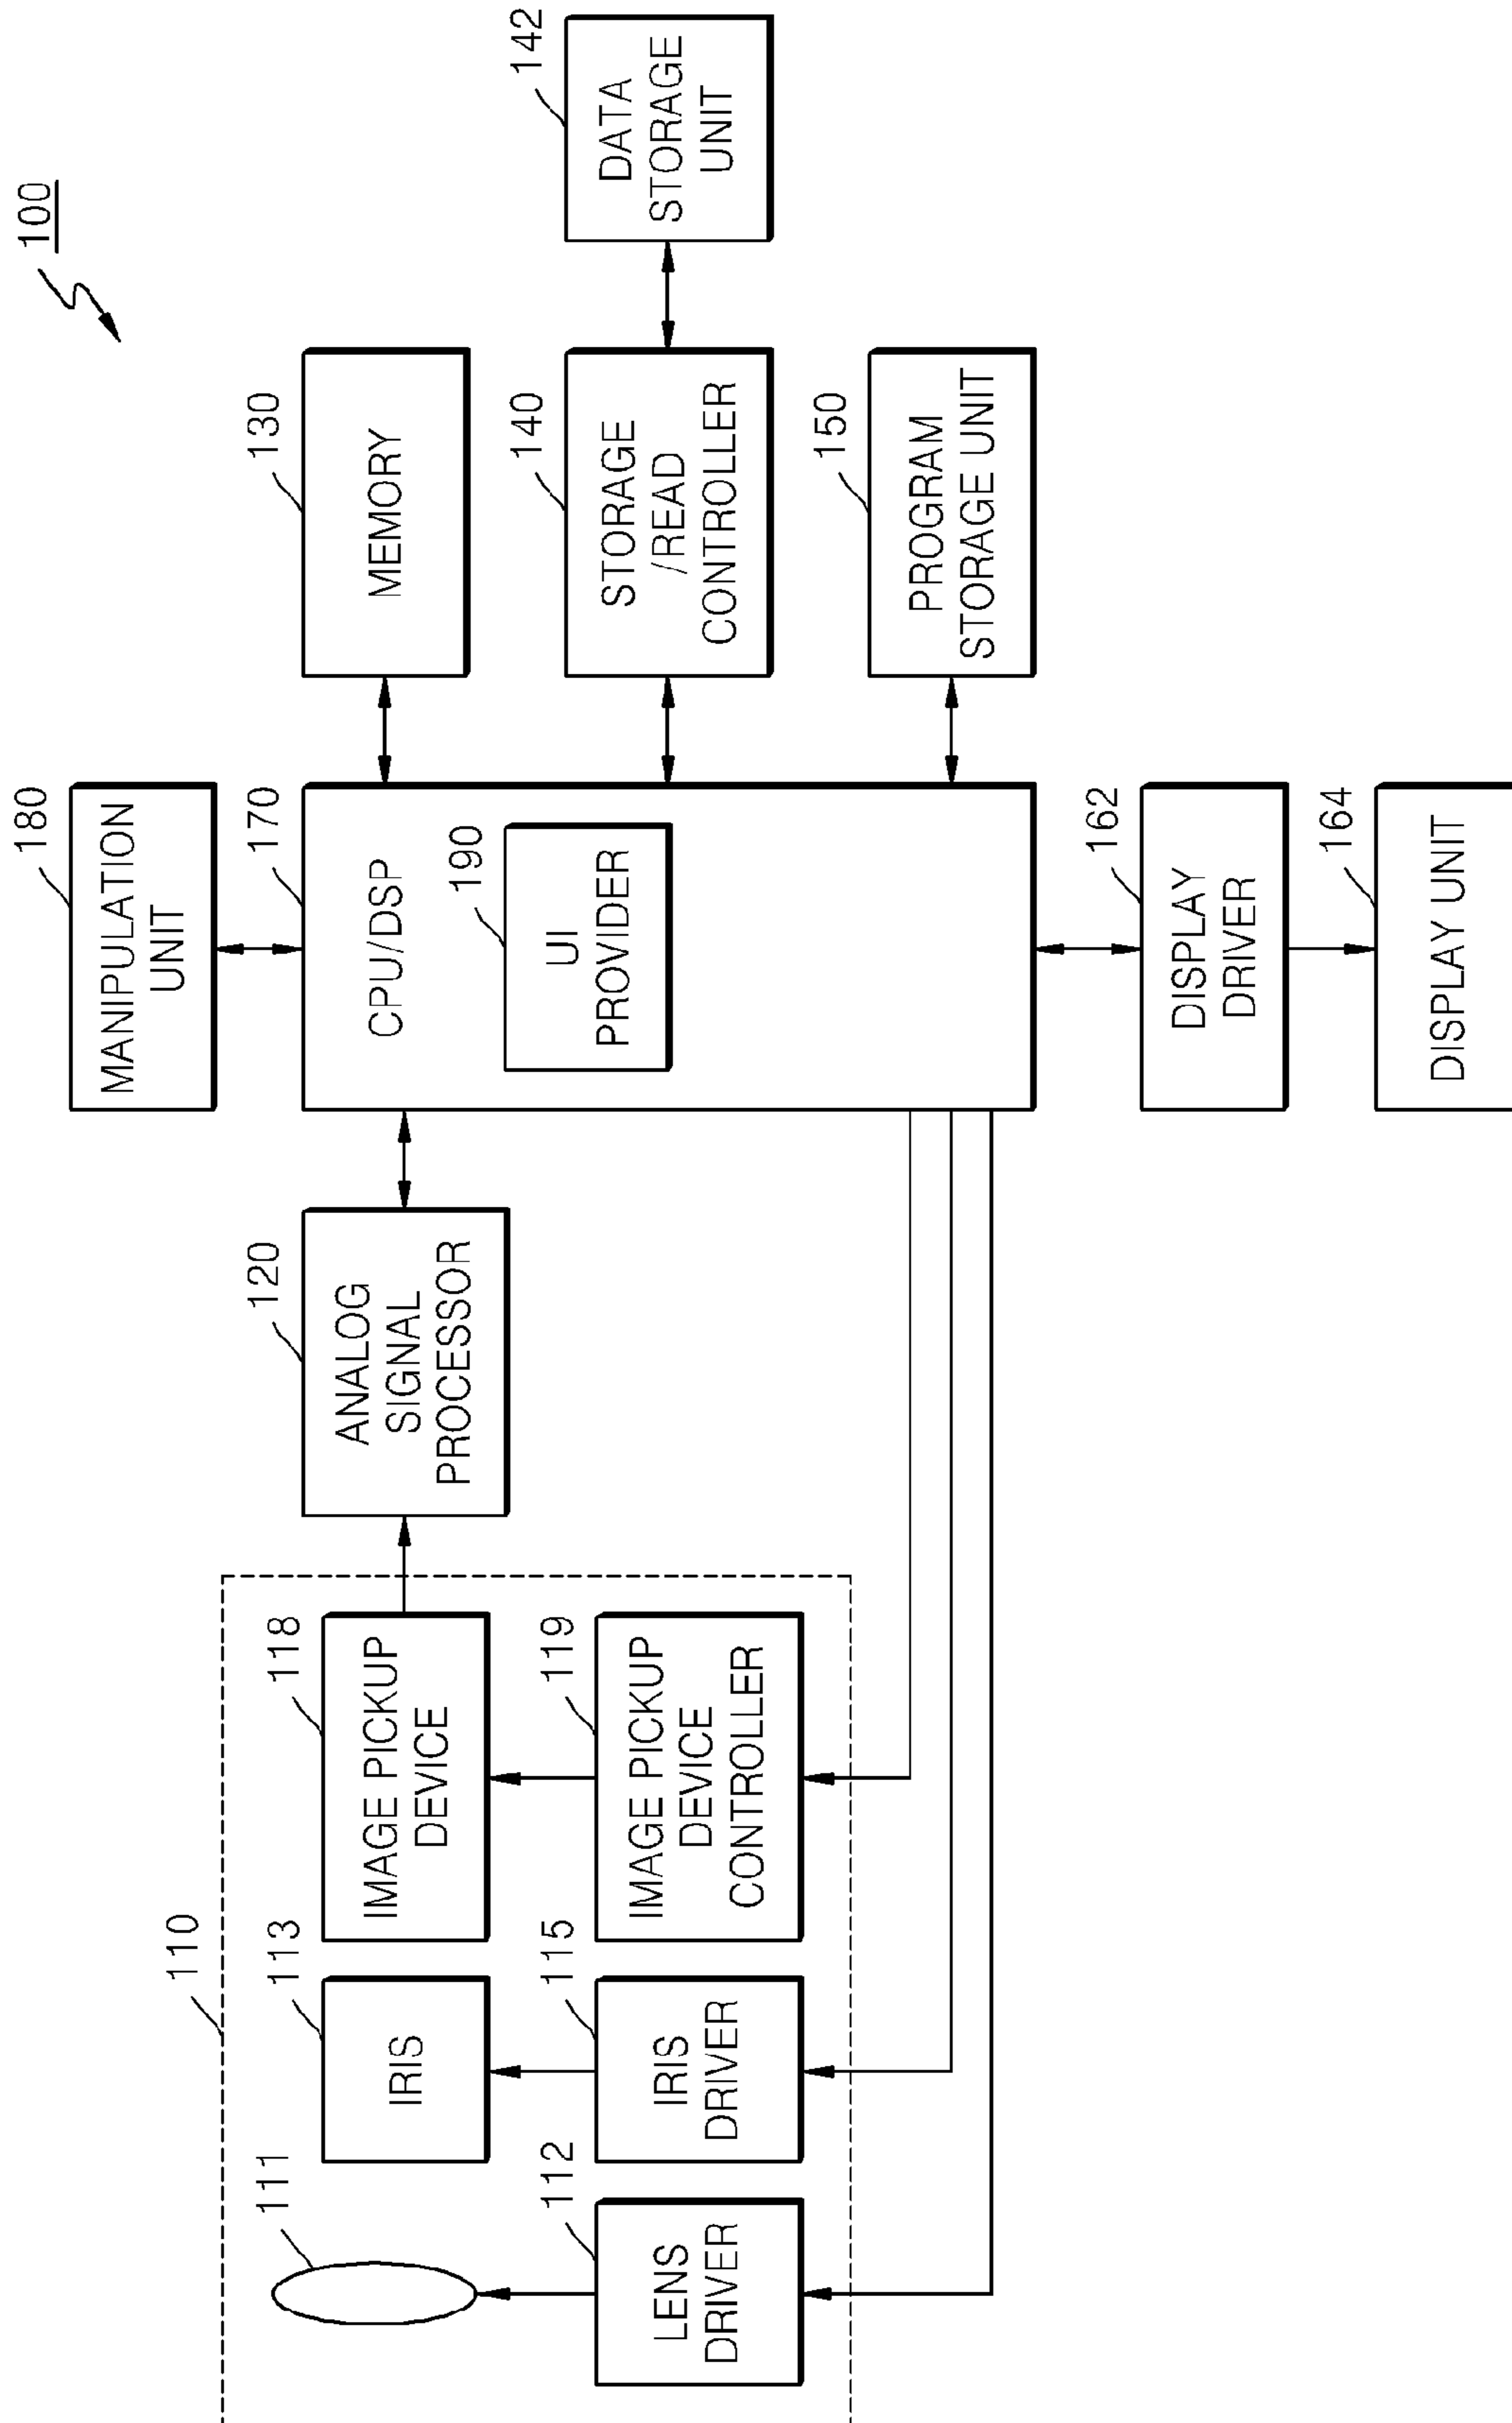 100
180
MANIPULATION
UNIT
110
111
113
IRIS
118
IMAGE PICKUP
DEVICE
120
ANALOG
SIGNAL
PROCESSOR
170
CPU/DSP
190
UI
PROVIDER
130
MEMORY
112
LENS
DRIVER
115
IRIS
DRIVER
119
IMAGE PICKUP
DEVICE
CONTROLLER
140
STORAGE
/READ
CONTROLLER
142
DATA
STORAGE
UNIT
150
PROGRAM
STORAGE UNIT
162
DISPLAY
DRIVER
164
DISPLAY UNIT